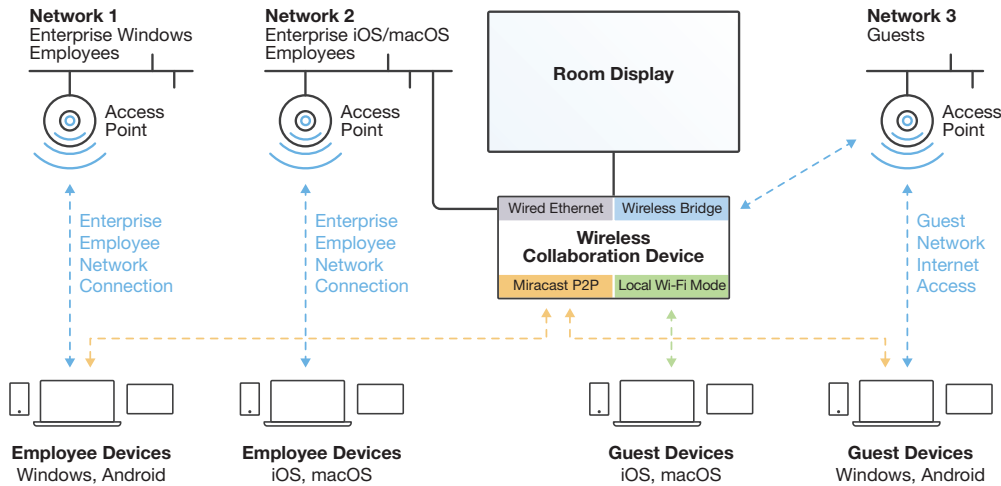 Network 1
Enterprise Windows
Employees
Access
Point
Network 2
Enterprise iOS/macOS
Employees
Access
Point
Room Display
Network 3
Guests
Access
Point
Enterprise
Employee
Network
Connection
Enterprise
Employee
Network
Connection
Wired Ethernet
Wireless Bridge
Wireless
Collaboration Device
Miracast P2P
Local Wi-Fi Mode
Guest
Network
Internet
Access
Employee Devices
Windows, Android
Employee Devices
iOS, macOS
Guest Devices
iOS, macOS
Guest Devices
Windows, Android